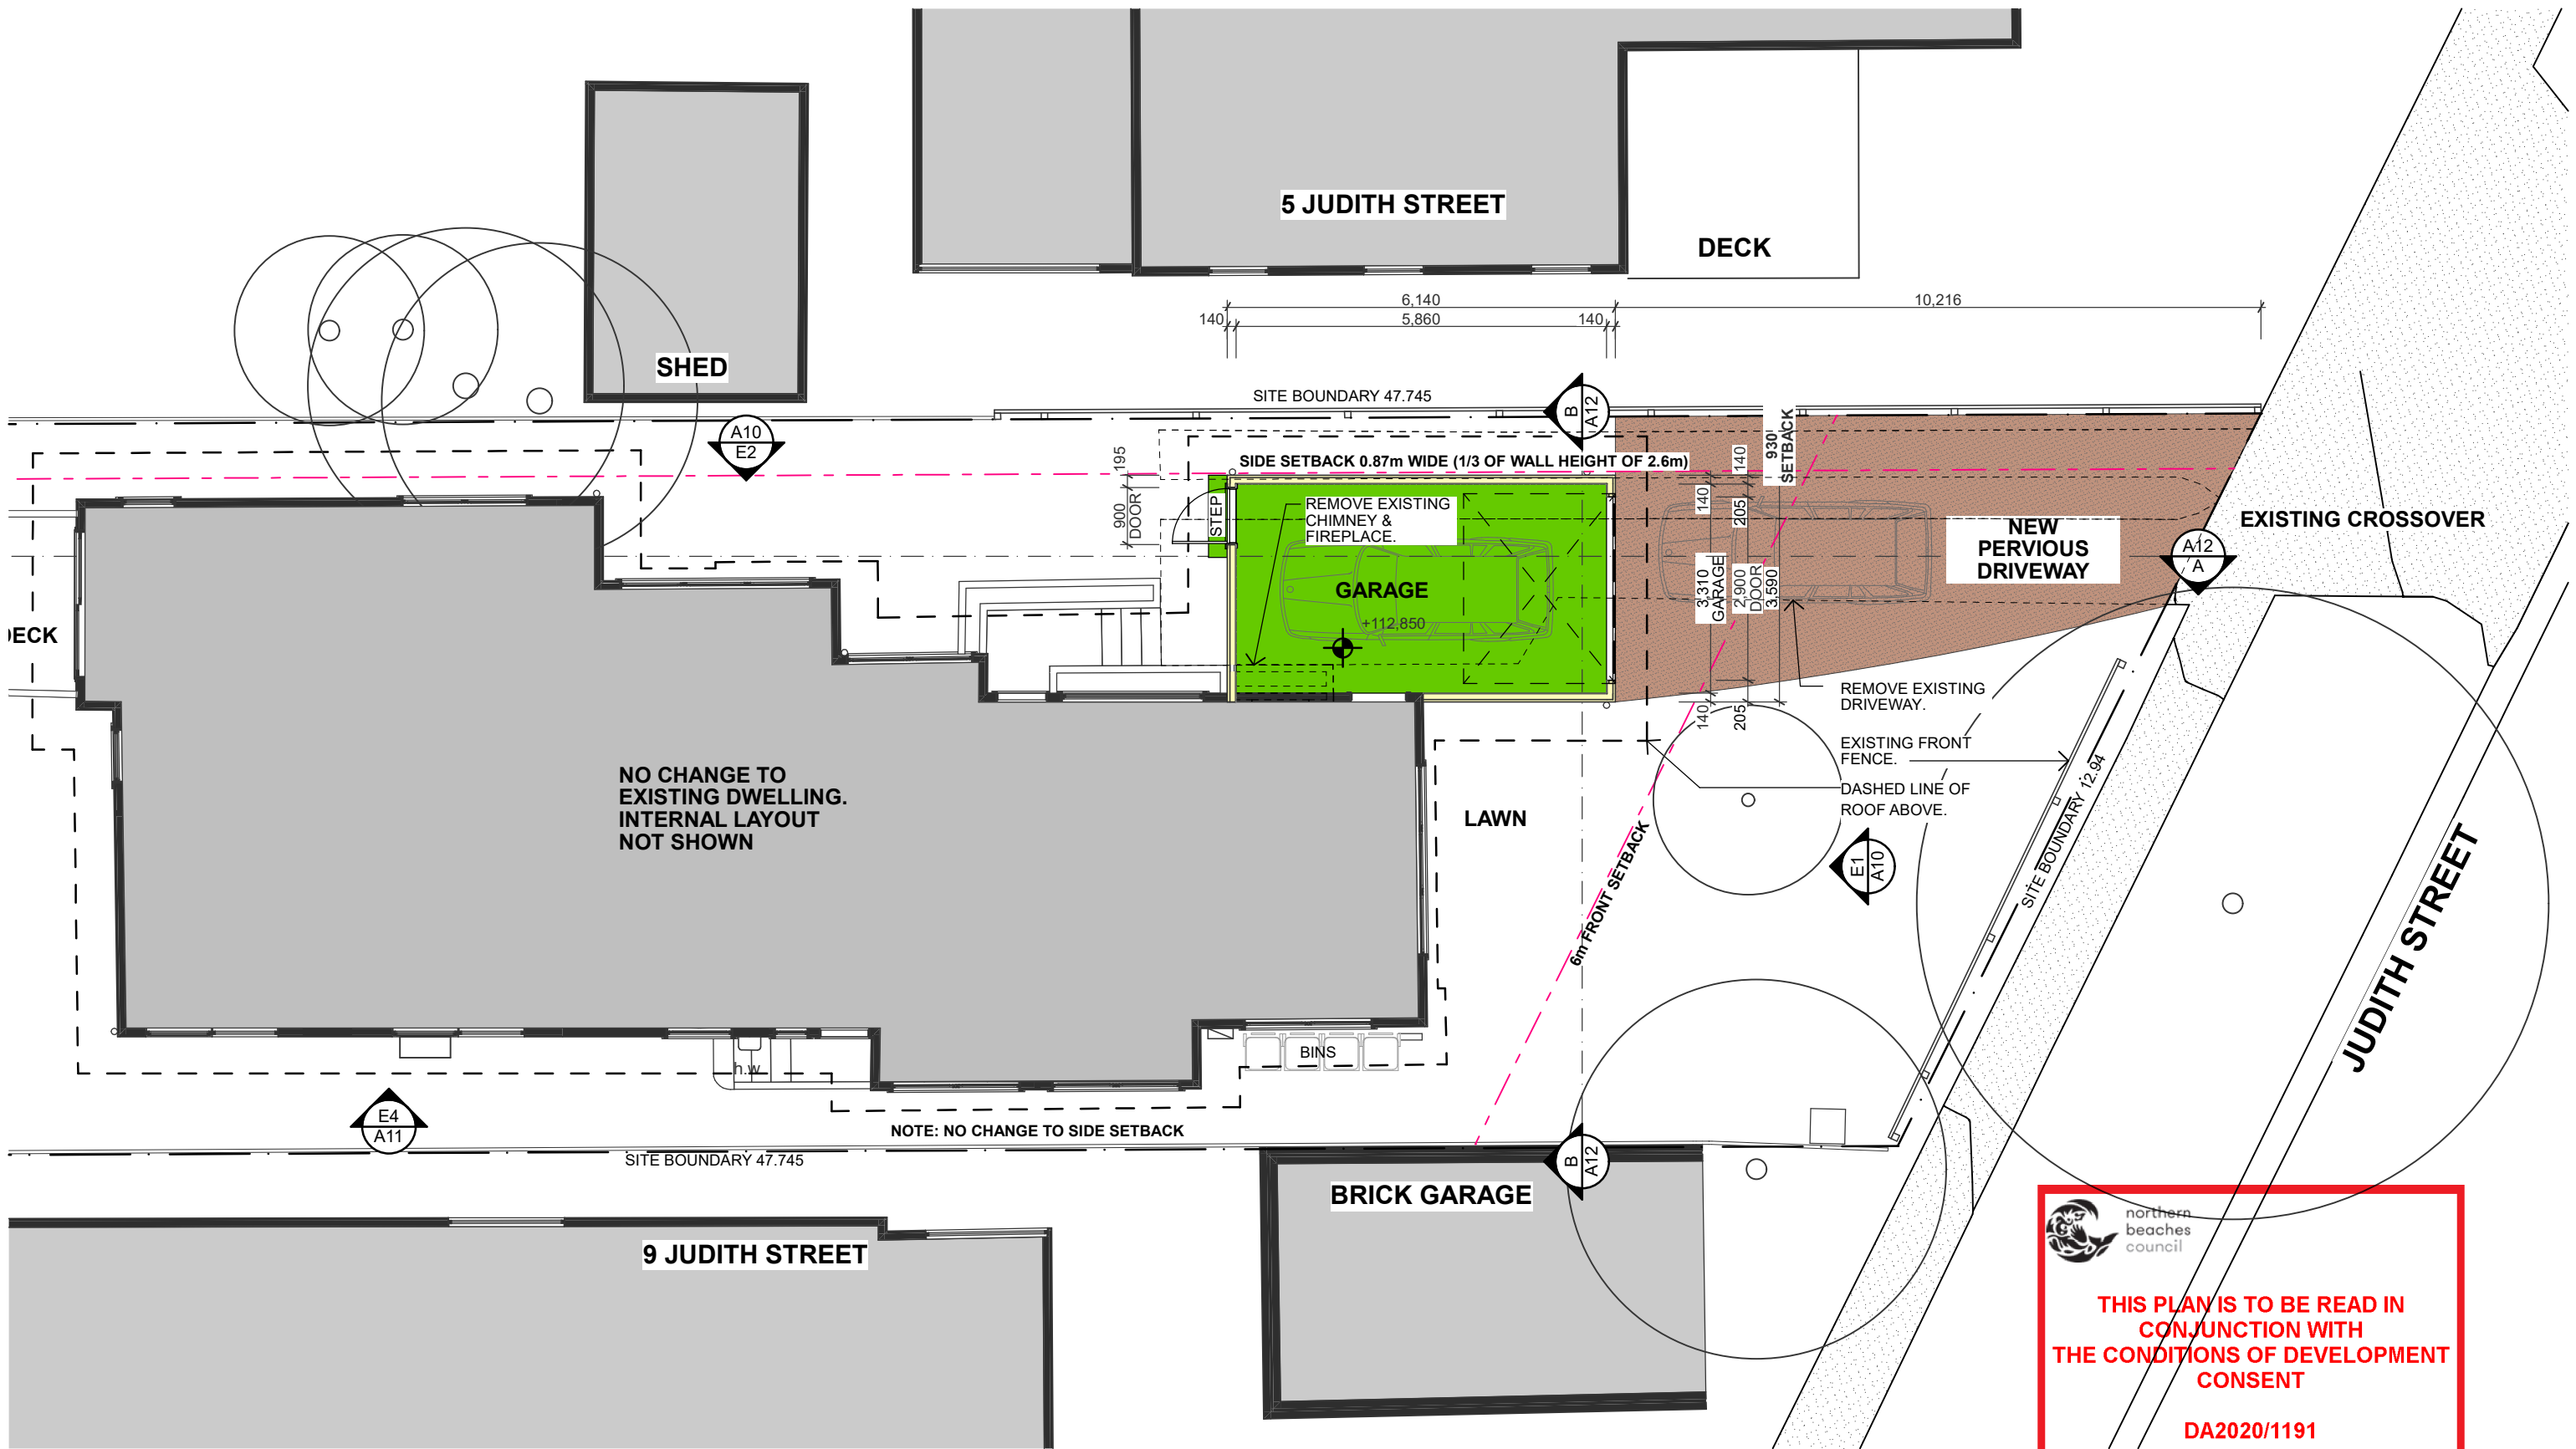 5 JUDITH STREET
DECK
6,140
10,216
140
5,860
140
SHED
SITE BOUNDARY 47.745
B
A12
A10
E2
195
SIDE SETBACK 0.87m WIDE (1/3 OF WALL HEIGHT OF 2.6m)
140
930
SETBACK
900
DOOR
STEP
REMOVE EXISTING
CHIMNEY &
FIREPLACE.
140
205
NEW
PERVIOUS
DRIVEWAY
EXISTING CROSSOVER
A12
A
GARAGE
+112,850
3,310
GARAGE
2,900
DOOR
3,590
DECK
140
205
REMOVE EXISTING
DRIVEWAY.
EXISTING FRONT
FENCE.
DASHED LINE OF
ROOF ABOVE.
NO CHANGE TO
EXISTING DWELLING.
INTERNAL LAYOUT
NOT SHOWN
LAWN
6m FRONT SETBACK
E1
A10
SITE BOUNDARY 12.94
JUDITH STREET
BINS
h.w
E4
A11
NOTE: NO CHANGE TO SIDE SETBACK
SITE BOUNDARY 47.745
B
A12
BRICK GARAGE
9 JUDITH STREET
northern
beaches
council
THIS PLAN IS TO BE READ IN
CONJUNCTION WITH
THE CONDITIONS OF DEVELOPMENT
CONSENT
DA2020/1191